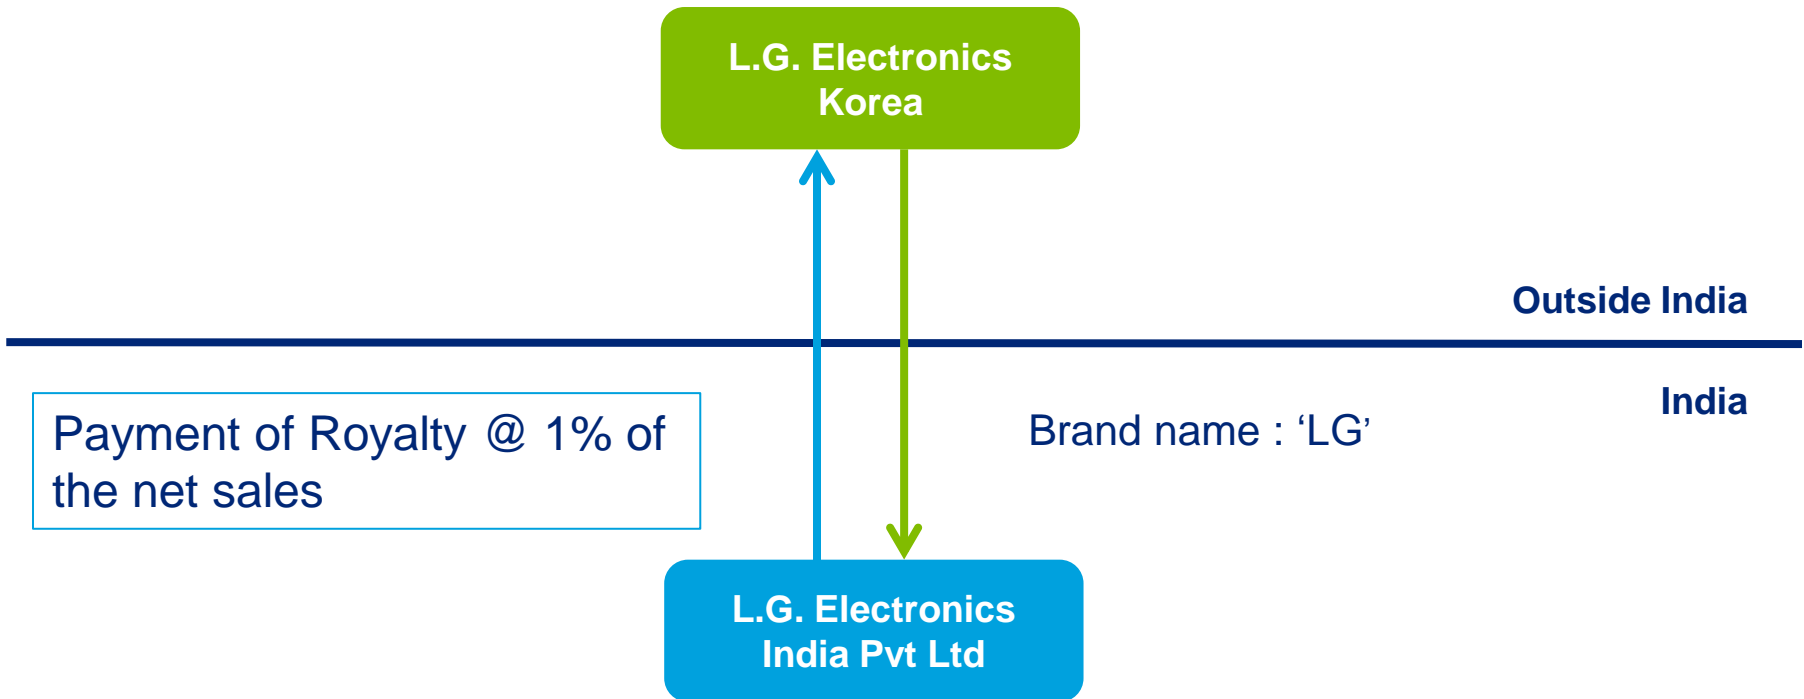 L.G. Electronics
Korea
Outside India
India
Payment of Royalty @ 1% of
the net sales
Brand name : ‘LG’
L.G. Electronics
India Pvt Ltd